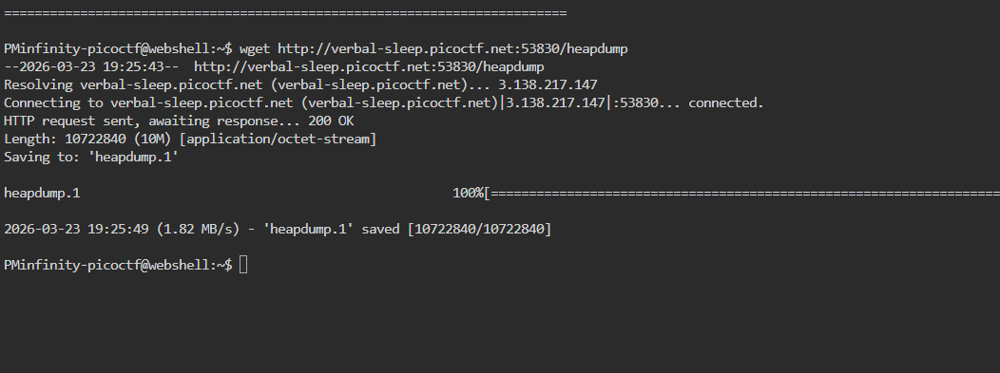 ==========================================================================
PMinfinity-picoctf@webshell:~$ wget http://verbal-sleep.picoctf.net:53830/heapdump
--2026-03-23 19:25:43--  http://verbal-sleep.picoctf.net:53830/heapdump
Resolving verbal-sleep.picoctf.net (verbal-sleep.picoctf.net)... 3.138.217.147
Connecting to verbal-sleep.picoctf.net (verbal-sleep.picoctf.net)|3.138.217.147|:53830... connected.
HTTP request sent, awaiting response... 200 OK
Length: 10722840 (10M) [application/octet-stream]
Saving to: 'heapdump.1'
heapdump.1                                                 100%[===================================================================
2026-03-23 19:25:49 (1.82 MB/s) - 'heapdump.1' saved [10722840/10722840]
PMinfinity-picoctf@webshell:~$